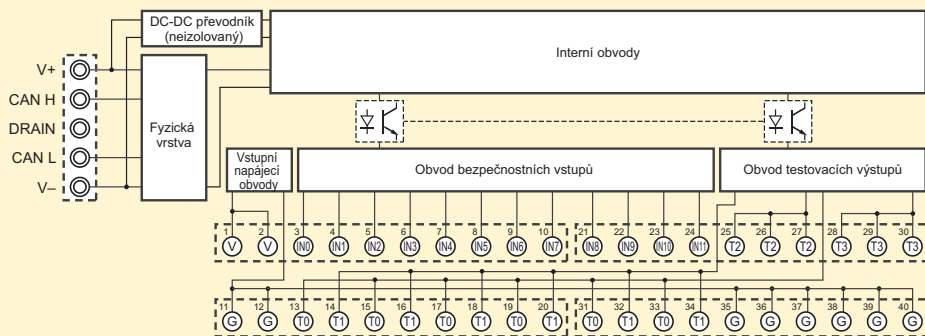 DC-DC převodník
(neizolovaný)
Interní obvody
V+
CAN H
DRAIN
CAN L
V–
Fyzická
vrstva
Vstupní
napájecí
obvody
Obvod bezpečnostních vstupů
Obvod testovacích výstupů
1 2 3 4 5 6 7 8 9 10 21 22 23 24 25 26 27 28 29 30
V V IN0 IN1 IN2 IN3 IN4 IN5 IN6 IN7 IN8 IN9 IN10 IN11 T2 T2 T2 T3 T3 T3
11 12 13 14 15 16 17 18 19 20 31 32 33 34 35 36 37 38 39 40
G G T0 T1 T0 T1 T0 T1 T0 T1 T0 T1 T0 T1 G G G G G G